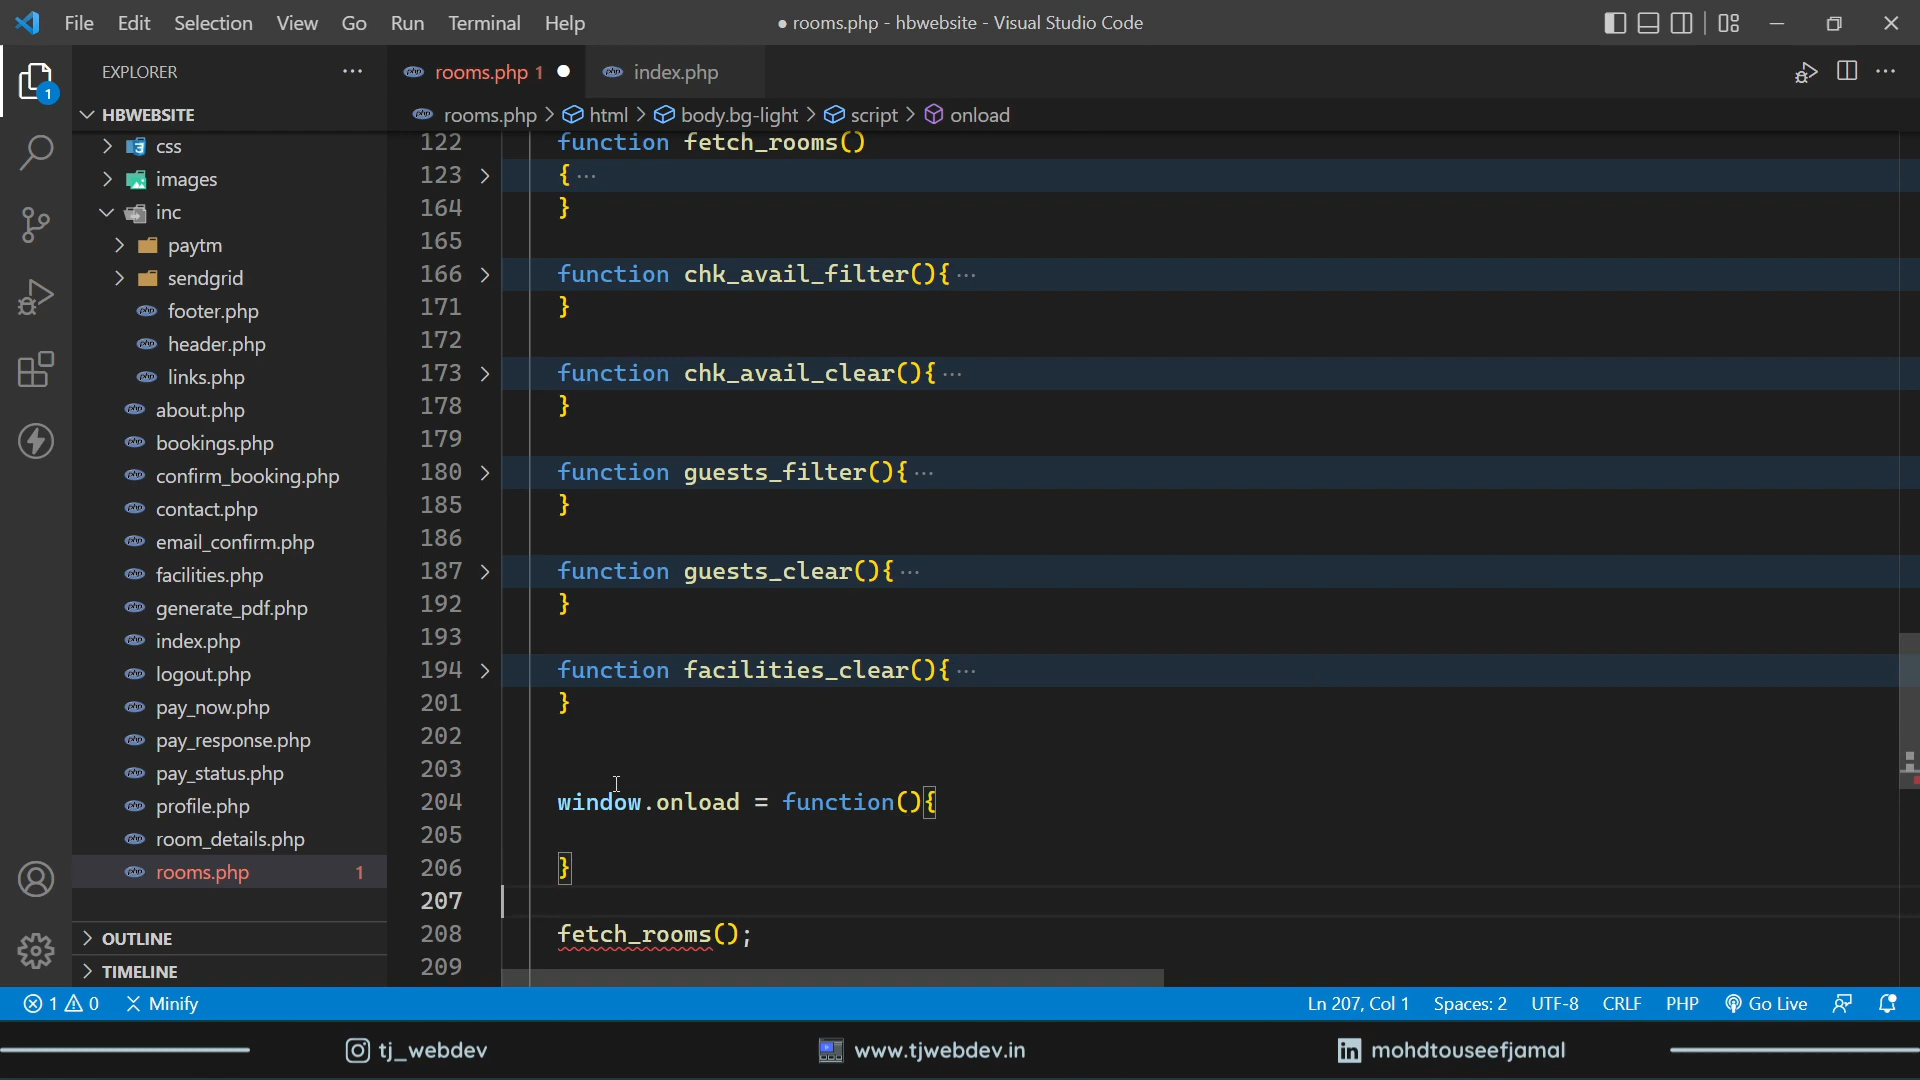 File Edit Selection View Go Run Terminal Help
● rooms.php - hbwebsite - Visual Studio Code
EXPLORER ···
rooms.php 1 ●
index.php
HBWEBSITE
rooms.php > html > body.bg-light > script > onload
css
images
inc
paytm
sendgrid
footer.php
header.php
links.php
about.php
bookings.php
confirm_booking.php
contact.php
email_confirm.php
facilities.php
generate_pdf.php
index.php
logout.php
pay_now.php
pay_response.php
pay_status.php
profile.php
room_details.php
rooms.php 1
OUTLINE
TIMELINE
1
122 function fetch_rooms()
123 > { ···
164 }
165
166 > function chk_avail_filter(){ ···
171 }
172
173 > function chk_avail_clear(){ ···
178 }
179
180 > function guests_filter(){ ···
185 }
186
187 > function guests_clear(){ ···
192 }
193
194 > function facilities_clear(){ ···
201 }
202
203
204 window.onload = function(){
205
206 }
207
208 fetch_rooms();
209
1 0 Minify
Ln 207, Col 1 Spaces: 2 UTF-8 CRLF PHP Go Live
tj_webdev
www.tjwebdev.in
in mohdtouseefjamal